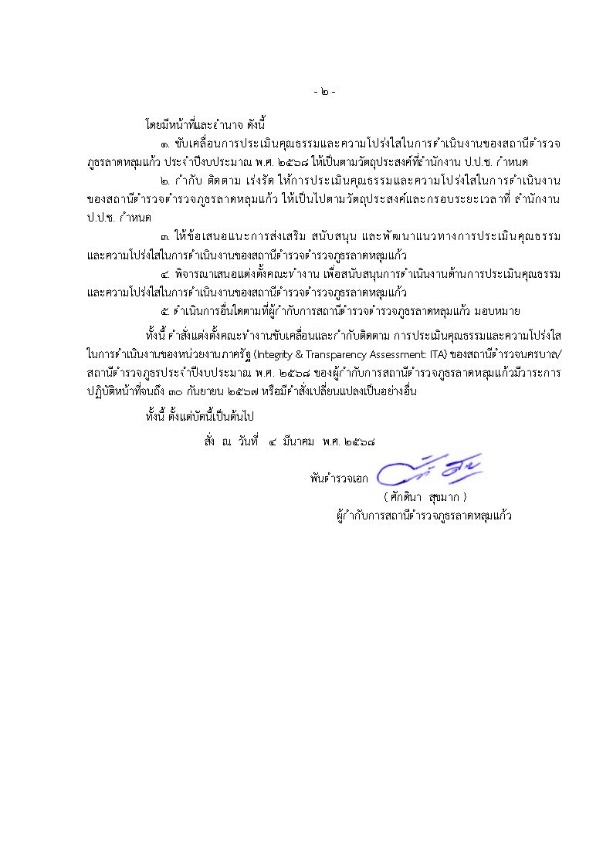 - ๒ -
โดยมีหน้าที่และอำนาจ ดังนี้
๑. ขับเคลื่อนการประเมินคุณธรรมและความโปร่งใสในการดำเนินงานของสถานีตำรวจ
ภูธรลาดหลุมแก้ว ประจำปีงบประมาณ พ.ศ. ๒๕๖๘ ให้เป็นตามวัตถุประสงค์ที่สำนักงาน ป.ป.ช. กำหนด
๒. กำกับ ติดตาม เร่งรัด ให้การประเมินคุณธรรมและความโปร่งใสในการดำเนินงาน
ของสถานีตำรวจตำรวจภูธรลาดหลุมแก้ว ให้เป็นไปตามวัตถุประสงค์และกรอบระยะเวลาที่ สำนักงาน
ป.ป.ช. กำหนด
๓. ให้ข้อเสนอแนะการส่งเสริม สนับสนุน และพัฒนาแนวทางการประเมินคุณธรรม
และความโปร่งใสในการดำเนินงานของสถานีตำรวจตำรวจภูธรลาดหลุมแก้ว
๔. พิจารณาเสนอแต่งตั้งคณะทำงาน เพื่อสนับสนุนการดำเนินงานด้านการประเมินคุณธรรม
และความโปร่งใสในการดำเนินงานของสถานีตำรวจตำรวจภูธรลาดหลุมแก้ว
๕. ดำเนินการอื่นใดตามที่ผู้กำกับการสถานีตำรวจตำรวจภูธรลาดหลุมแก้ว มอบหมาย
ทั้งนี้ คำสั่งแต่งตั้งคณะทำงานขับเคลื่อนและกำกับติดตาม การประเมินคุณธรรมและความโปร่งใส
ในการดำเนินงานของหน่วยงานภาครัฐ (Integrity & Transparency Assessment: ITA) ของสถานีตำรวจนครบาล/
สถานีตำรวจภูธรประจำปีงบประมาณ พ.ศ. ๒๕๖๘ ของผู้กำกับการสถานีตำรวจภูธรลาดหลุมแก้วมีวาระการ
ปฏิบัติหน้าที่จนถึง ๓๐ กันยายน ๒๕๖๗ หรือมีคำสั่งเปลี่ยนแปลงเป็นอย่างอื่น
ทั้งนี้ ตั้งแต่บัดนี้เป็นต้นไป
สั่ง ณ วันที่ ๔ มีนาคม พ.ศ. ๒๕๖๘
พันตำรวจเอก
( ศักดินา สุขมาก )
ผู้กำกับการสถานีตำรวจภูธรลาดหลุมแก้ว